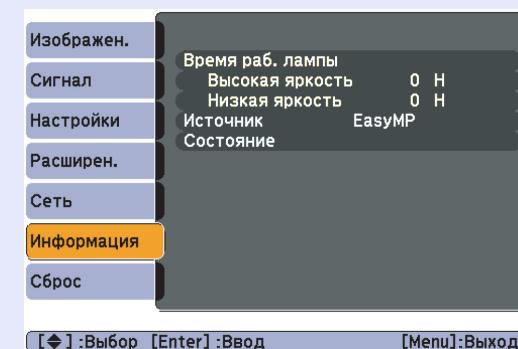 Изображен.
Сигнал
Настройки
Расширен.
Сеть
Информация
Сброс
Время раб. лампы
Высокая яркость 0 H
Низкая яркость 0 H
Источник EasyMP
Состояние
[◆] :Выбор [Enter] :Ввод [Menu]:Выход